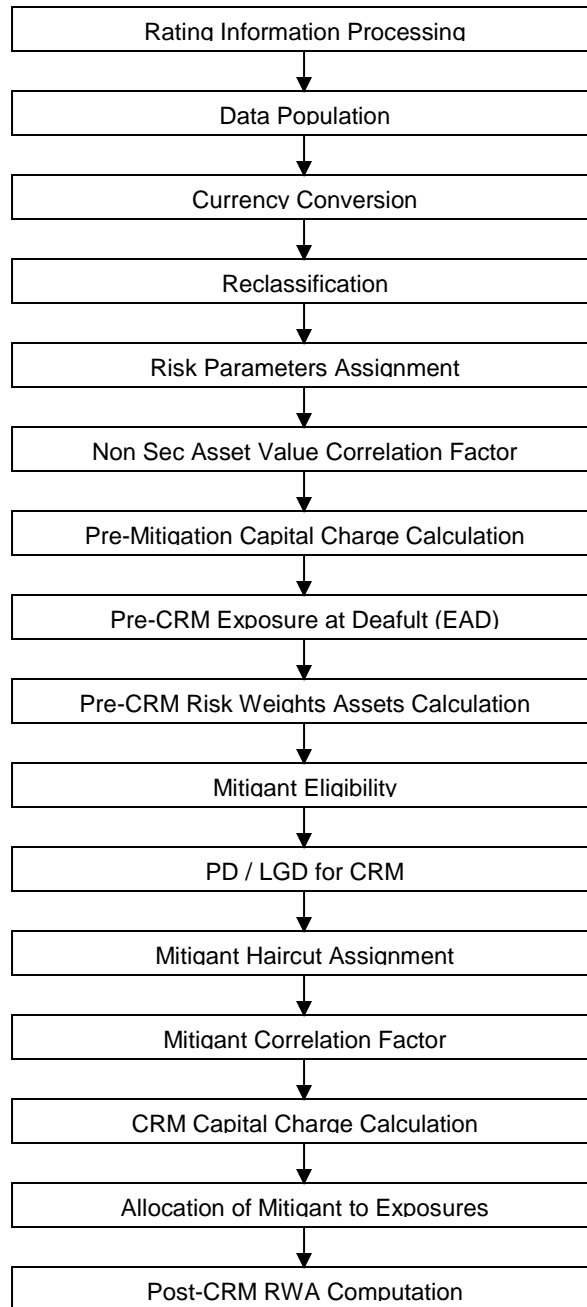 Rating Information Processing
Data Population
Currency Conversion
Reclassification
Risk Parameters Assignment
Non Sec Asset Value Correlation Factor
Pre-Mitigation Capital Charge Calculation
Pre-CRM Exposure at Deafult (EAD)
Pre-CRM Risk Weights Assets Calculation
Mitigant Eligibility
PD / LGD for CRM
Mitigant Haircut Assignment
Mitigant Correlation Factor
CRM Capital Charge Calculation
Allocation of Mitigant to Exposures
Post-CRM RWA Computation